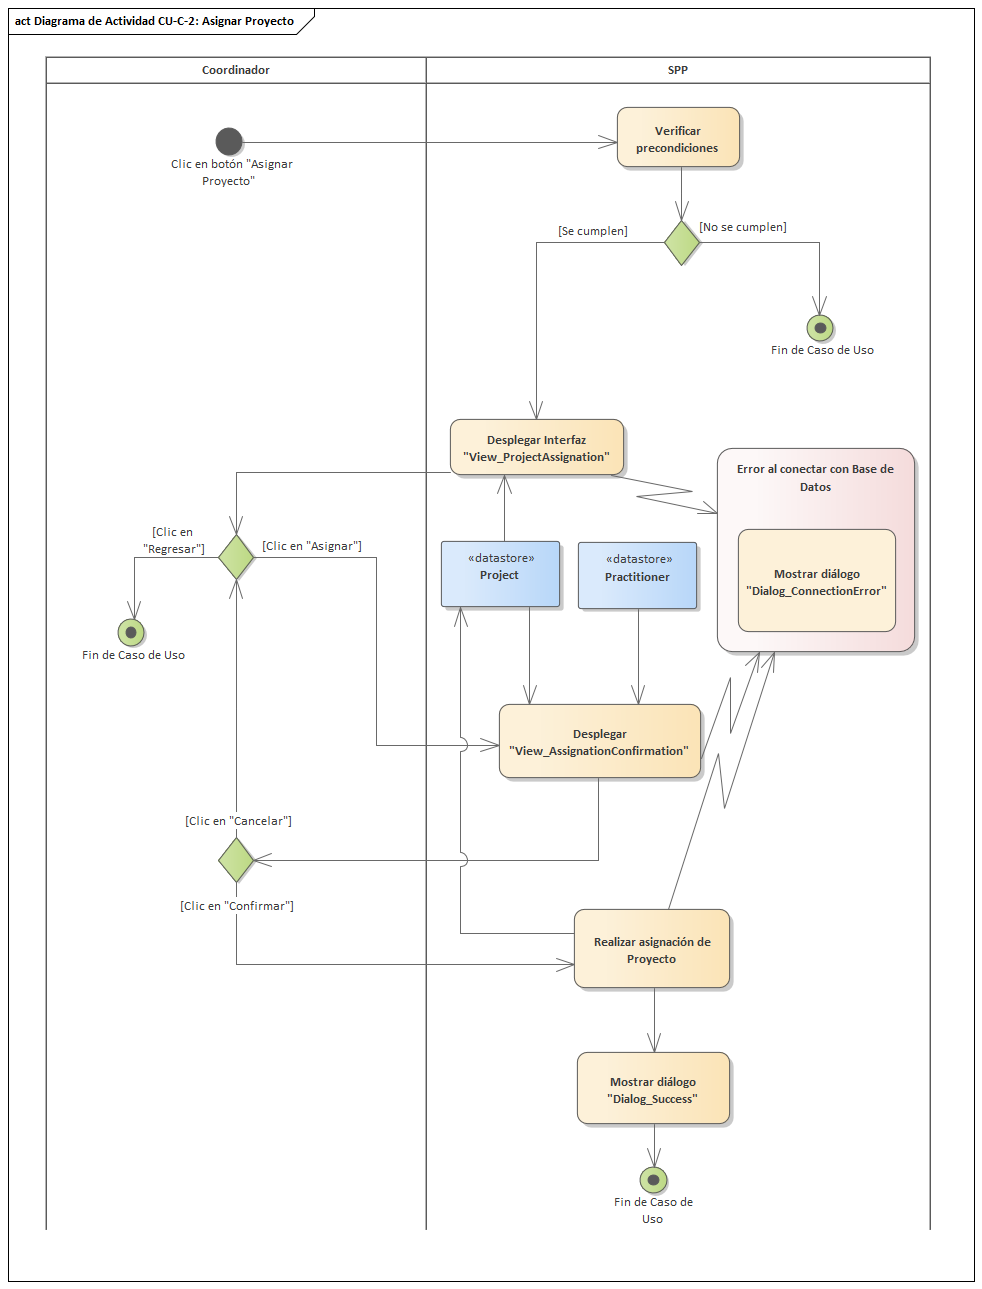 act Diagrama de Actividad CU-C-2: Asignar Proyecto
Coordinador
SPP
Verificar
precondiciones
Clic en botón "Asignar
Proyecto"
[Se cumplen]
[No se cumplen]
Fin de Caso de Uso
Desplegar Interfaz
"View_ProjectAssignation"
Error al conectar con Base de
Datos
[Clic en
"Regresar"]
[Clic en "Asignar"]
«datastore»
Project
«datastore»
Practitioner
Mostrar diálogo
"Dialog_ConnectionError"
Fin de Caso de Uso
Desplegar
"View_AssignationConfirmation"
[Clic en "Cancelar"]
[Clic en "Confirmar"]
Realizar asignación de
Proyecto
Mostrar diálogo
"Dialog_Success"
Fin de Caso de
Uso